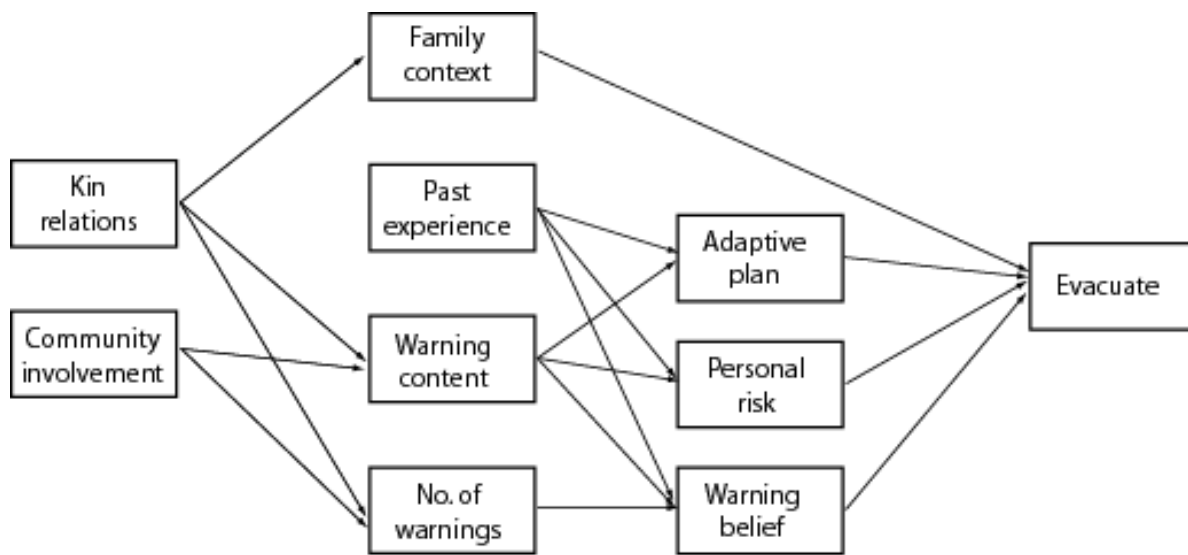 Family
context
Kin
relations
Past
experience
Adaptive
plan
Evacuate
Community
involvement
Warning
content
Personal
risk
No. of
warnings
Warning
belief